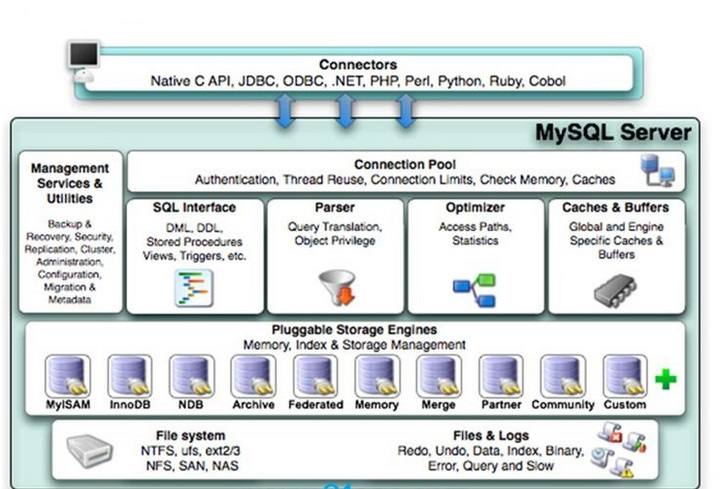 Connectors
Native C API, JDBC, ODBC, .NET, PHP, Perl, Python, Ruby, Cobol
MySQL Server
Management
Services &
Utilities
Backup &
Recovery, Security,
Replication, Cluster,
Administration,
Configuration,
Migration &
Metadata
Connection Pool
Authentication, Thread Reuse, Connection Limits, Check Memory, Caches
SQL Interface
DML, DDL,
Stored Procedures
Views, Triggers, etc.
Parser
Query Translation,
Object Privilege
Optimizer
Access Paths,
Statistics
Caches & Buffers
Global and Engine
Specific Caches &
Buffers
Pluggable Storage Engines
Memory, Index & Storage Management
MyISAM
InnoDB
NDB
Archive
Federated
Memory
Merge
Partner
Community
Custom
File system
NTFS, ufs, ext2/3
NFS, SAN, NAS
Files & Logs
Redo, Undo, Data, Index, Binary,
Error, Query and Slow